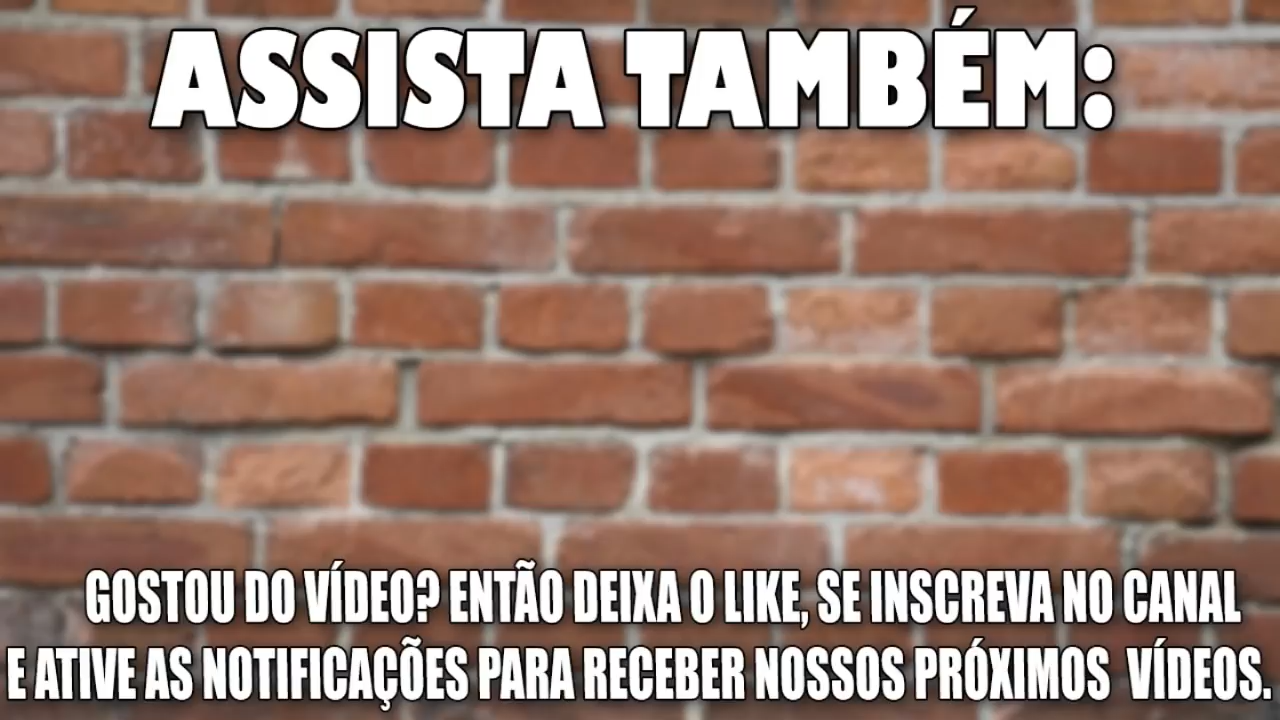 ASSISTA TAMBÉM:
GOSTOU DO VÍDEO? ENTÃO DEIXA O LIKE, SE INSCREVA NO CANAL
E ATIVE AS NOTIFICAÇÕES PARA RECEBER NOSSOS PRÓXIMOS VÍDEOS.